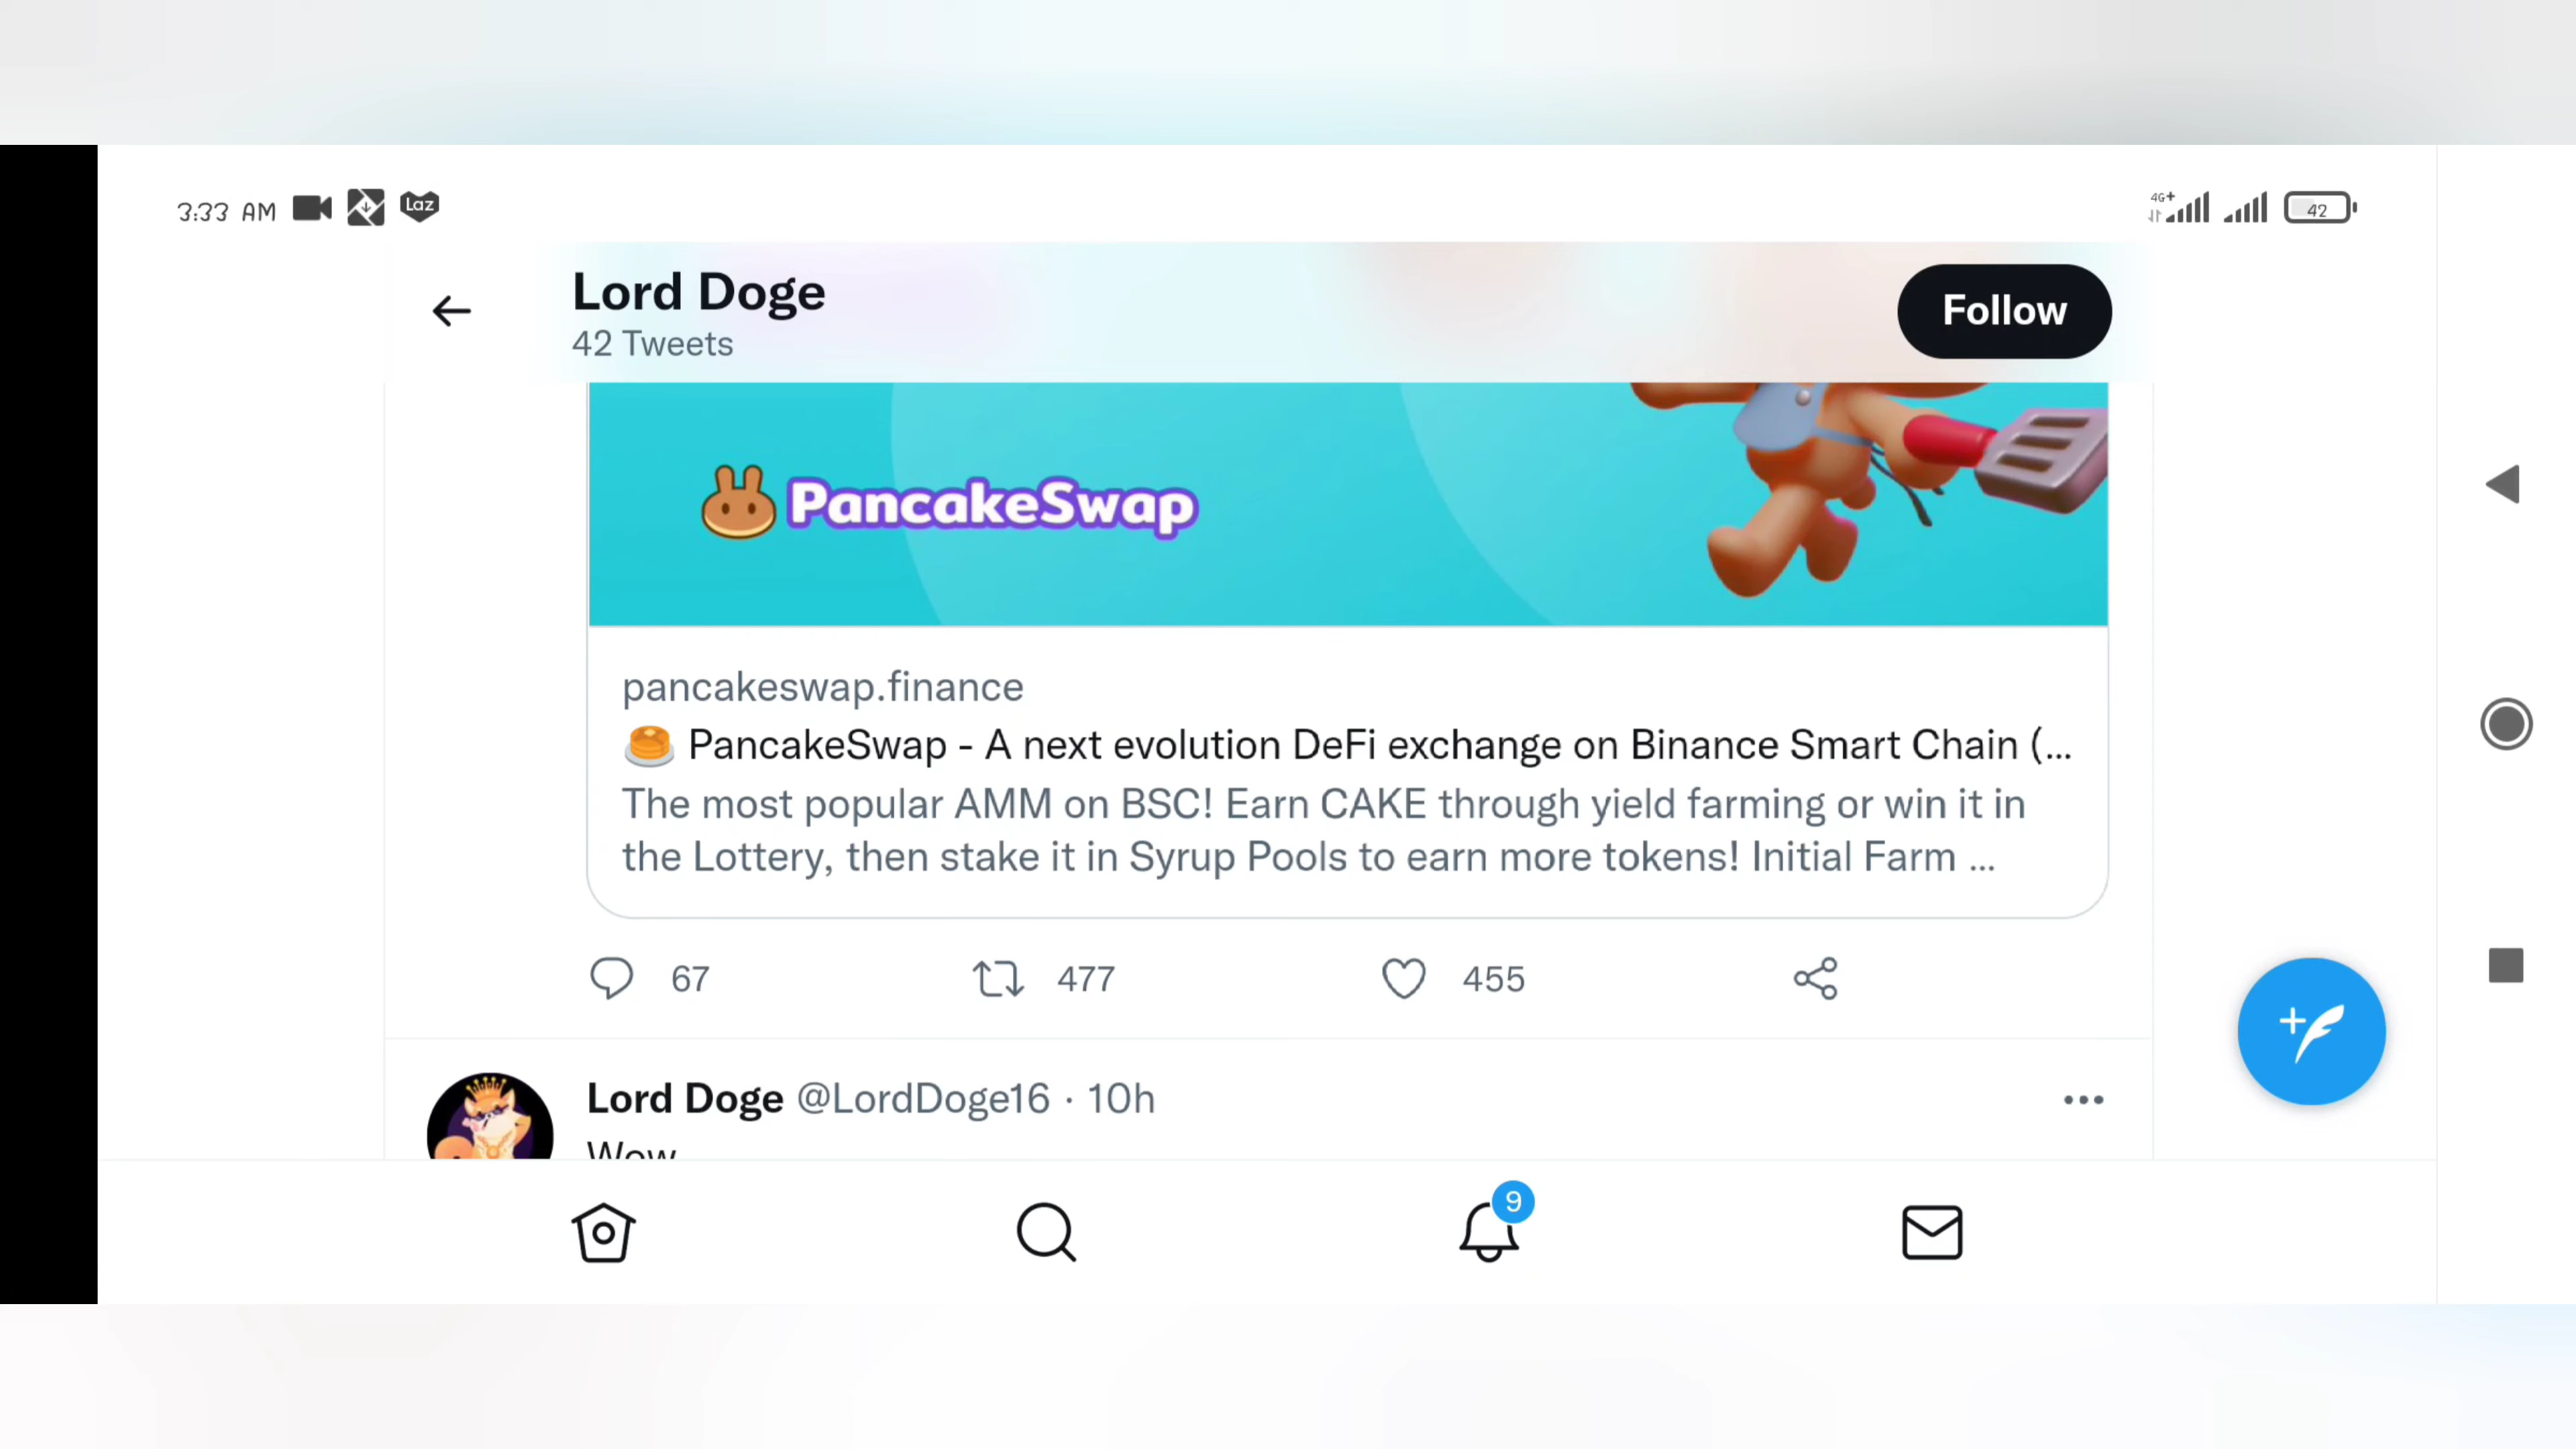 3:33 AM
Laz
4G+
42
Lord Doge
42 Tweets
Follow
PancakeSwap
pancakeswap.finance
🥞 PancakeSwap - A next evolution DeFi exchange on Binance Smart Chain (...
The most popular AMM on BSC! Earn CAKE through yield farming or win it in
the Lottery, then stake it in Syrup Pools to earn more tokens! Initial Farm ...
67
477
455
Lord Doge @LordDoge16 · 10h
Wow
9